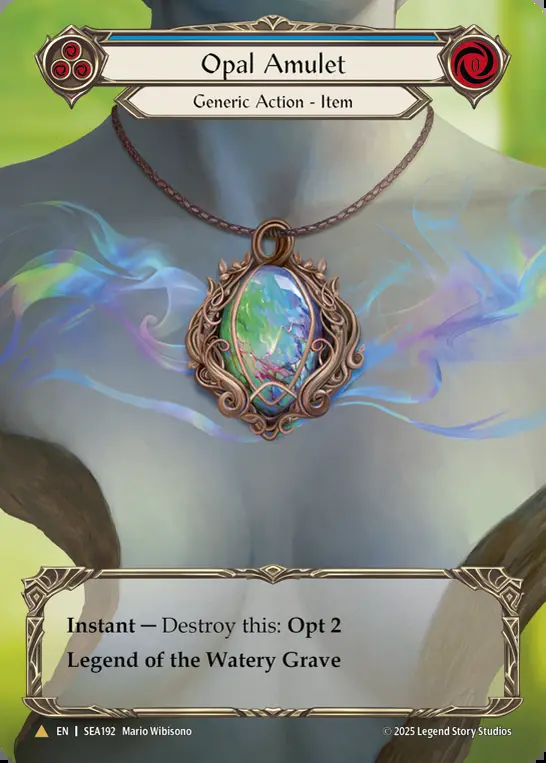 Opal Amulet
0
Generic Action - Item
Instant — Destroy this: Opt 2
Legend of the Watery Grave
EN | SEA192 Mario Wibisono
© 2025 Legend Story Studios